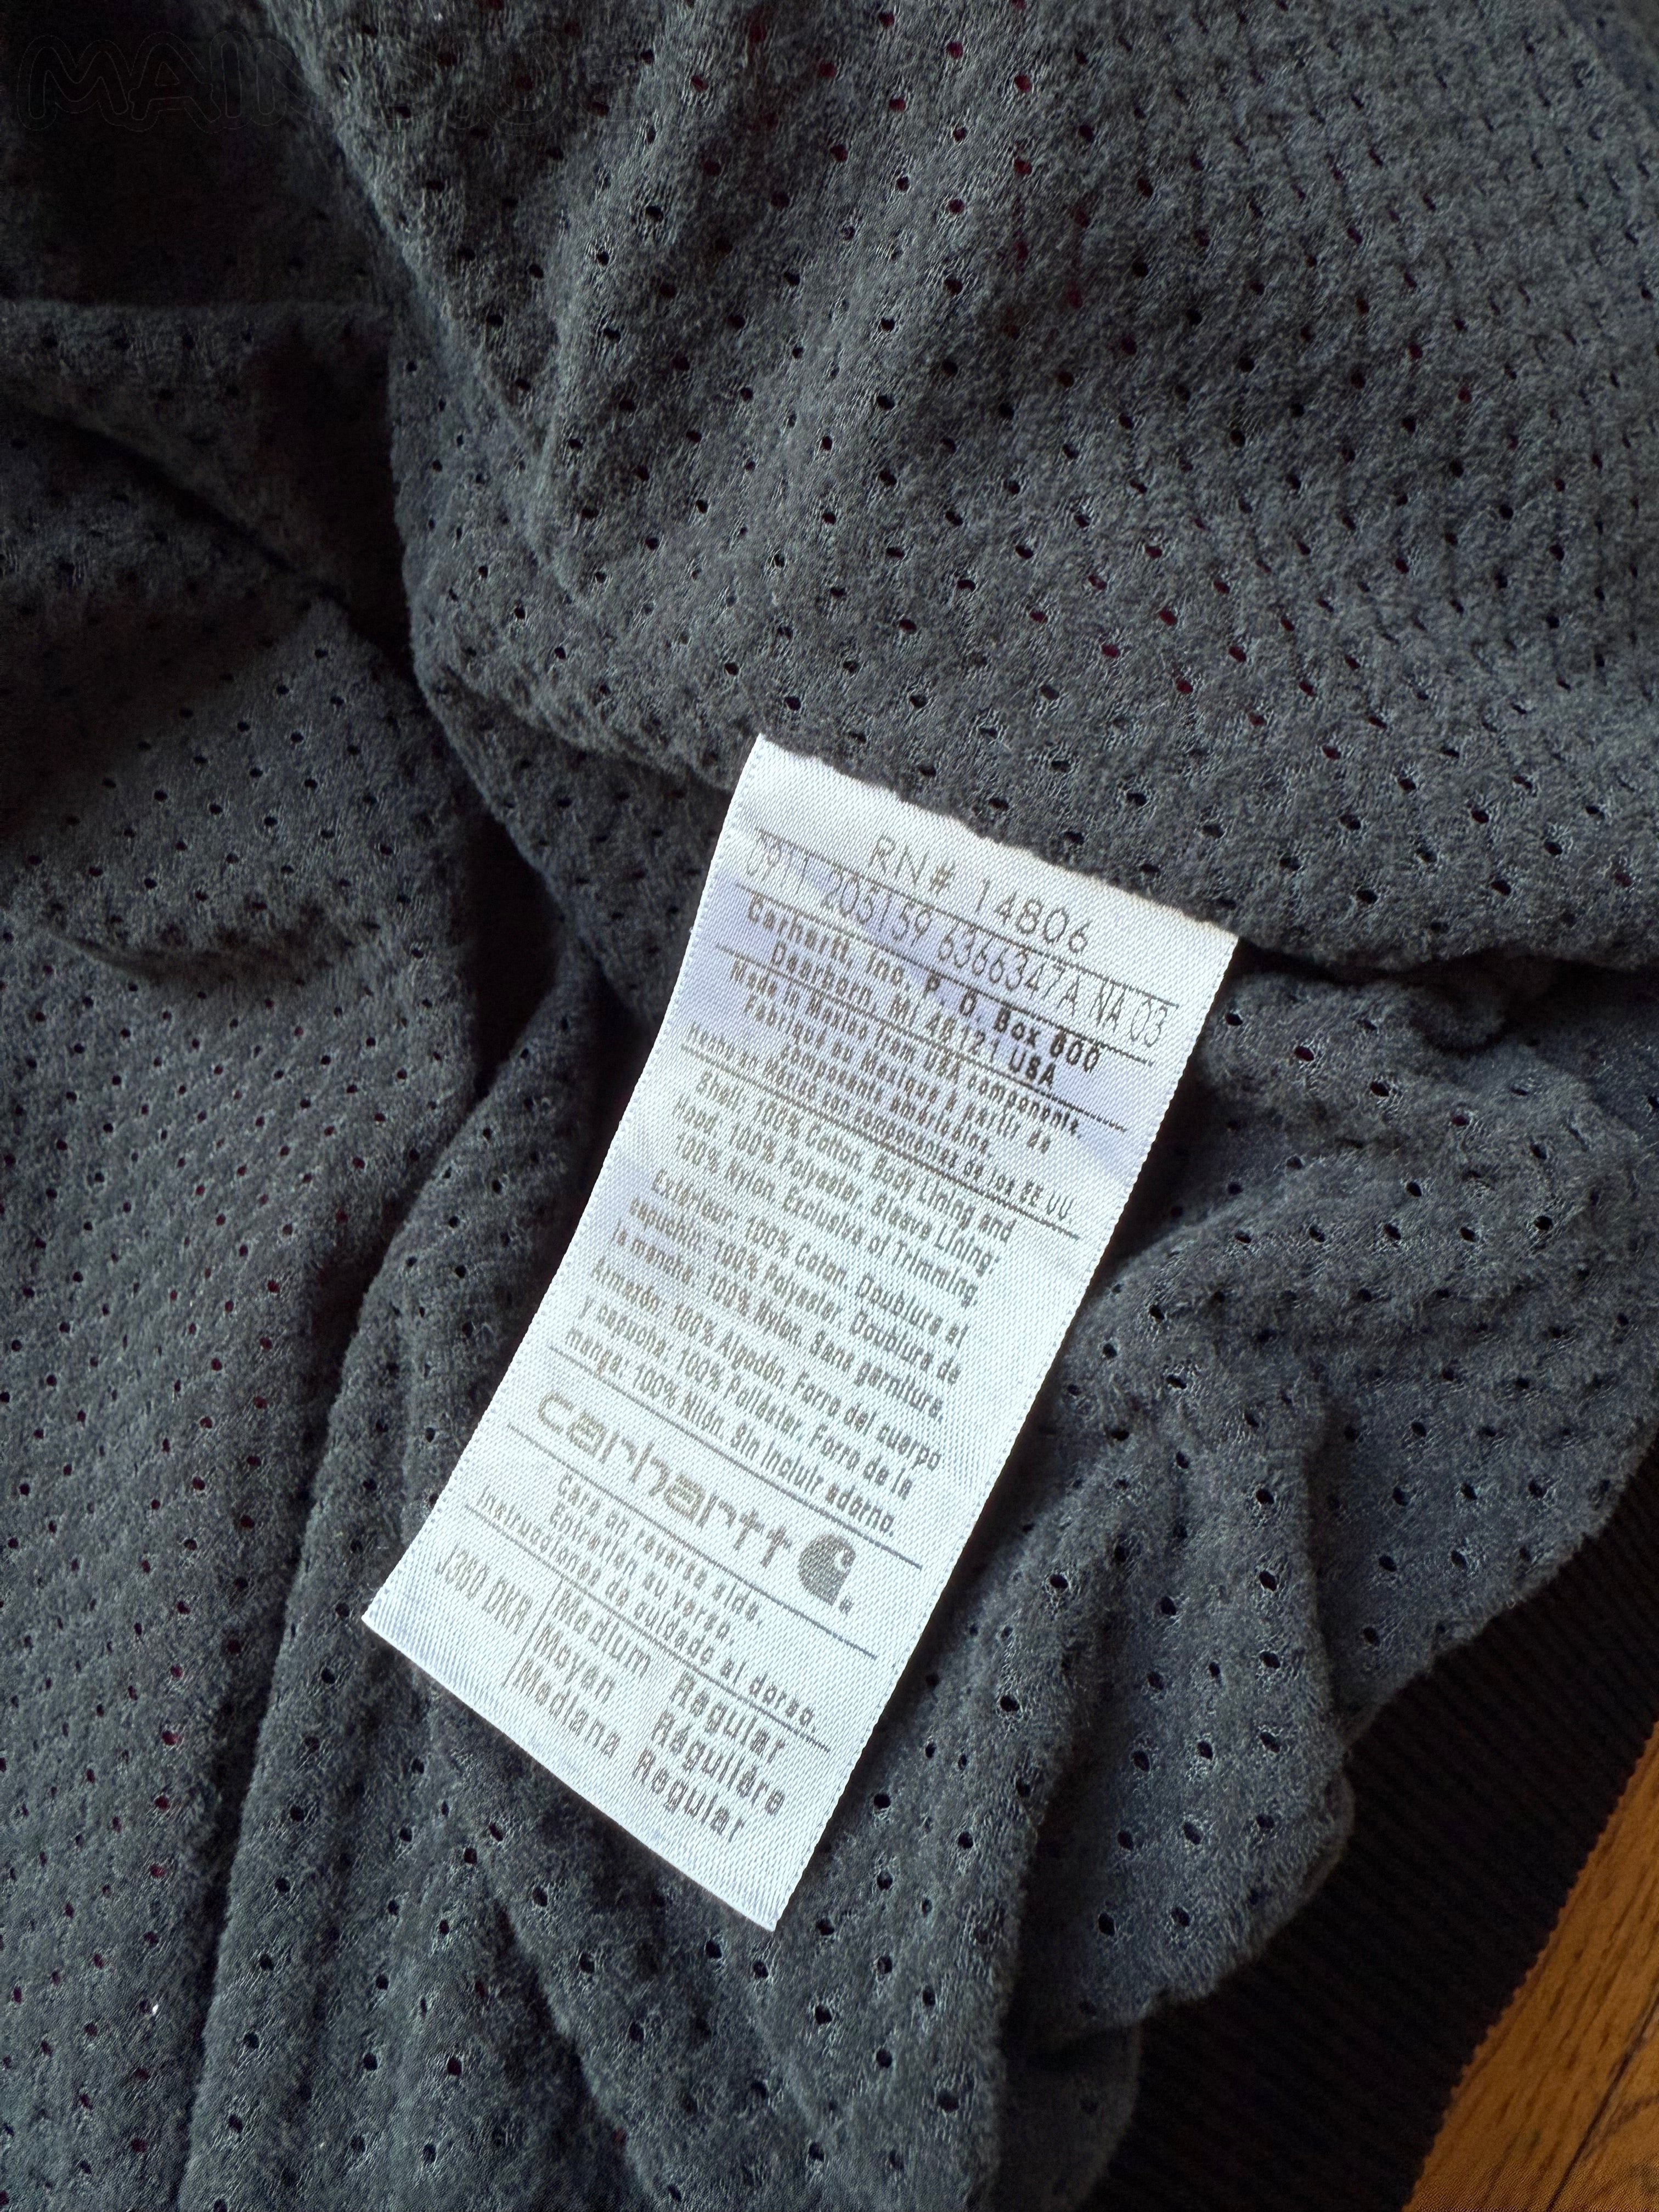 RN# 14806
09/1 205159 6366347A NA 03
Carhartt, Inc., P. O. Box 600
Dearborn, MI 48121 USA
Made in Mexico from USA components.
Fabriqué au Mexique à partir de
composants américains.
Hecho en México con componentes de los EE.UU.
Shell: 100% Cotton. Body Lining and
Hood: 100% Polyester. Sleeve Lining:
100% Nylon. Exclusive of Trimming.
Extérieur: 100% Coton. Doublure et
capuchon: 100% Polyester. Doublure de
la manche: 100% Nylon. Sans garniture.
Armazón: 100% Algodón. Forro del cuerpo
y capucha: 100% Poliéster. Forro de la
manga: 100% Nilón. Sin incluir adorno.
carhartt
Care on reverse side.
Entretien au verso.
Instrucciones de cuidado al dorso.
J360 DKR Medium Regular
Moyen Régulière
Mediana Regular